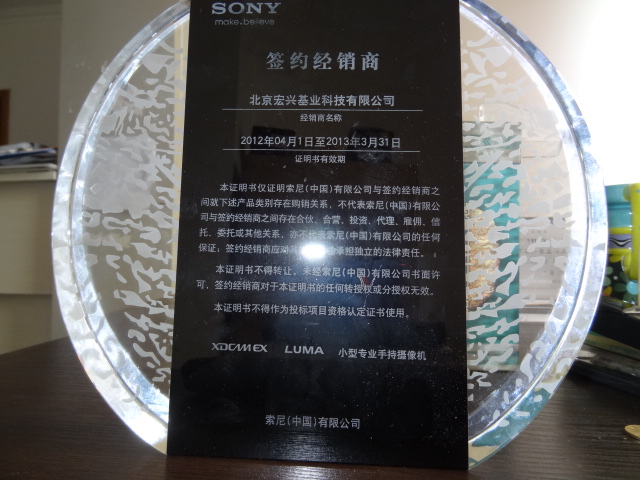 SONY
make.believe
签约经销商
北京宏兴基业科技有限公司
经销商名称
2012年04月1日至2013年3月31日
证明书有效期
本证明书仅证明索尼(中国)有限公司与签约经销商之
间就下述产品类别存在购销关系，不代表索尼(中国)有限公
司与签约经销商之间存在合伙、合营、投资、代理、雇佣、信
托、委托或其他关系，亦不代表索尼(中国)有限公司的任何
保证；签约经销商应对其 承担独立的法律责任。
本证明书不得转让，未经索尼(中国)有限公司书面许
可，签约经销商对于本证明书的任何转授权或分授权无效。
本证明书不得作为投标项目资格认定证书使用。
XDCAM EX LUMA 小型专业手持摄像机
索尼(中国)有限公司